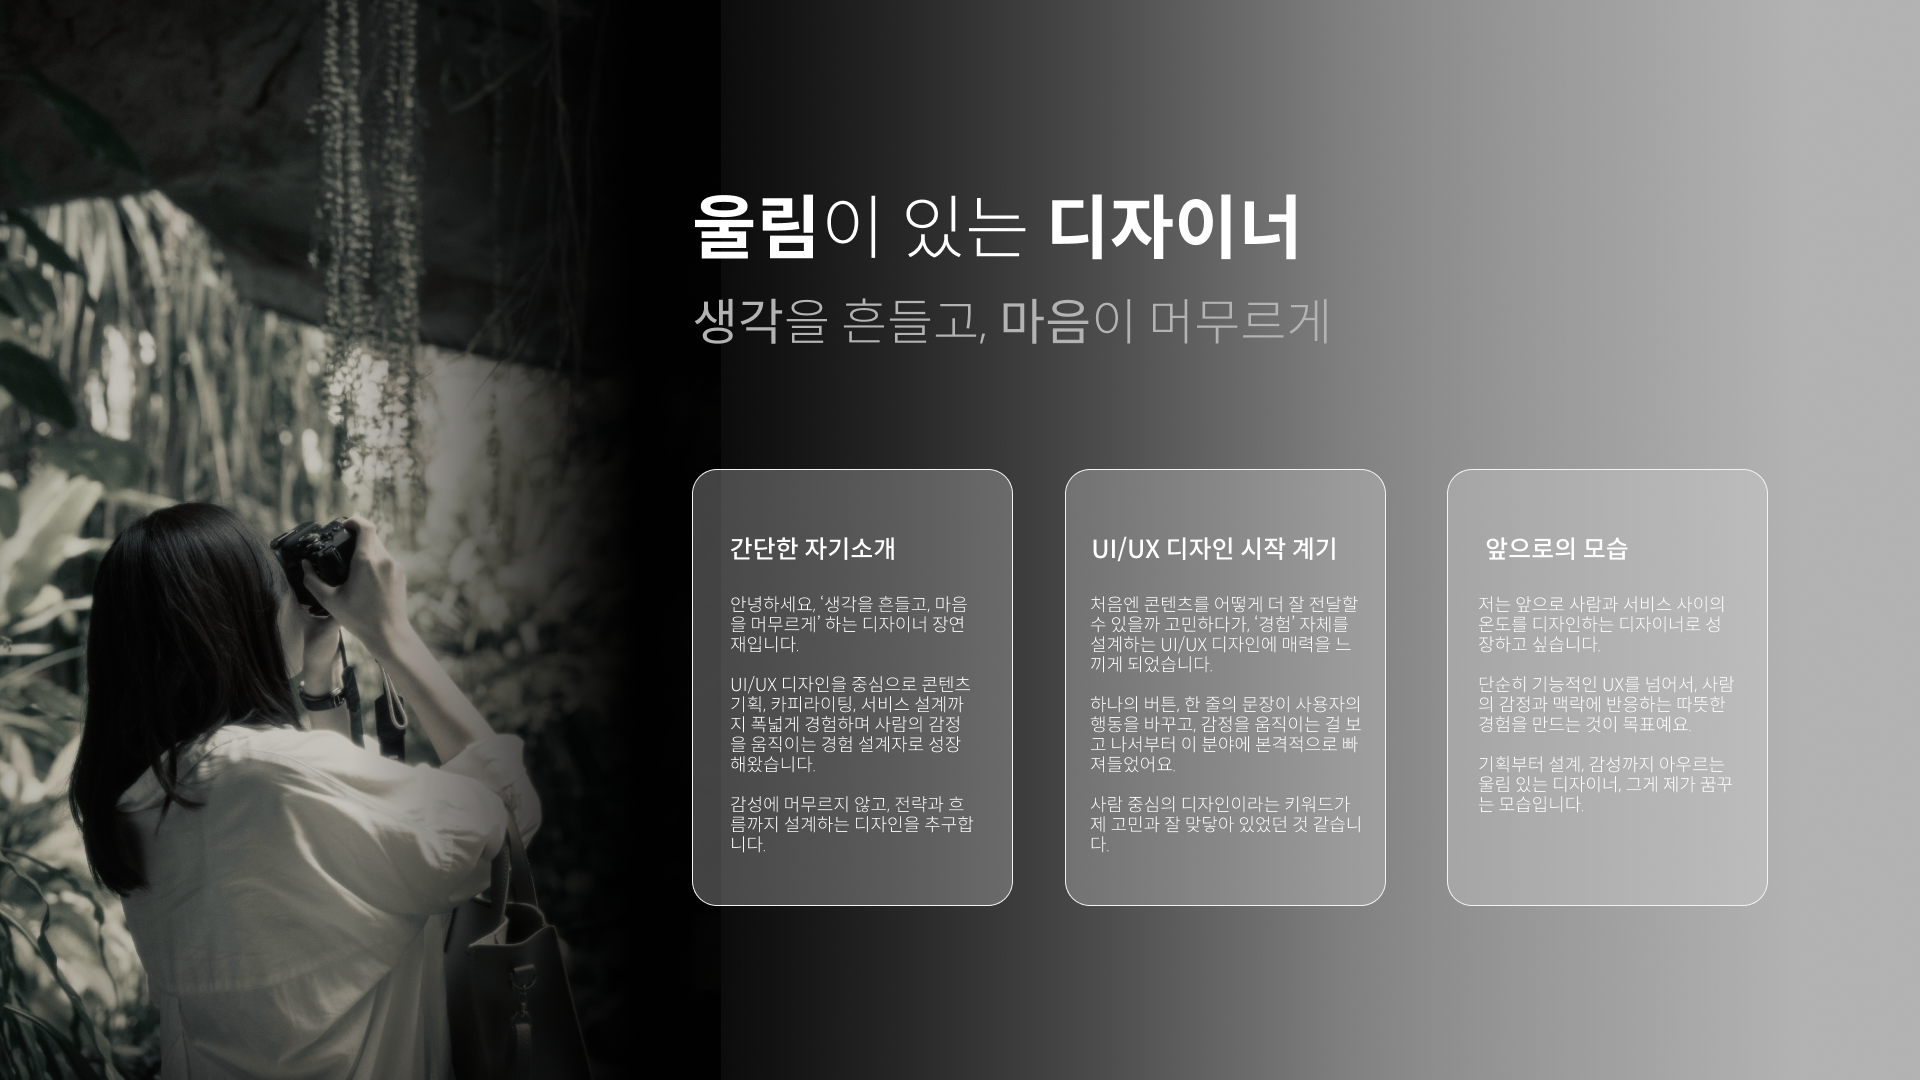 울림이 있는 디자이너
생각을 흔들고, 마음이 머무르게
간단한 자기소개
안녕하세요, ‘생각을 흔들고, 마음
을 머무르게’ 하는 디자이너 장연
재입니다.
UI/UX 디자인을 중심으로 콘텐츠
기획, 카피라이팅, 서비스 설계까
지 폭넓게 경험하며 사람의 감정
을 움직이는 경험 설계자로 성장
해왔습니다.
감성에 머무르지 않고, 전략과 흐
름까지 설계하는 디자인을 추구합
니다.
UI/UX 디자인 시작 계기
처음엔 콘텐츠를 어떻게 더 잘 전달할
수 있을까 고민하다가, ‘경험’ 자체를
설계하는 UI/UX 디자인에 매력을 느
끼게 되었습니다.
하나의 버튼, 한 줄의 문장이 사용자의
행동을 바꾸고, 감정을 움직이는 걸 보
고 나서부터 이 분야에 본격적으로 빠
져들었어요.
사람 중심의 디자인이라는 키워드가
제 고민과 잘 맞닿아 있었던 것 같습니
다.
앞으로의 모습
저는 앞으로 사람과 서비스 사이의
온도를 디자인하는 디자이너로 성
장하고 싶습니다.
단순히 기능적인 UX를 넘어서, 사람
의 감정과 맥락에 반응하는 따뜻한
경험을 만드는 것이 목표예요.
기획부터 설계, 감성까지 아우르는
울림 있는 디자이너, 그게 제가 꿈꾸
는 모습입니다.